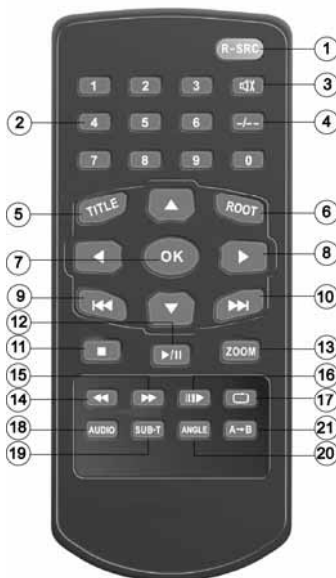 R-SRC 1
1 2 3 3
2 4 5 6 -/-- 4
7 8 9 0
5 TITLE ROOT 6
7 OK 8
9 10
12
11 ZOOM 13
15 16
14 17
18 AUDIO SUB-T ANGLE A→B 21
19 20